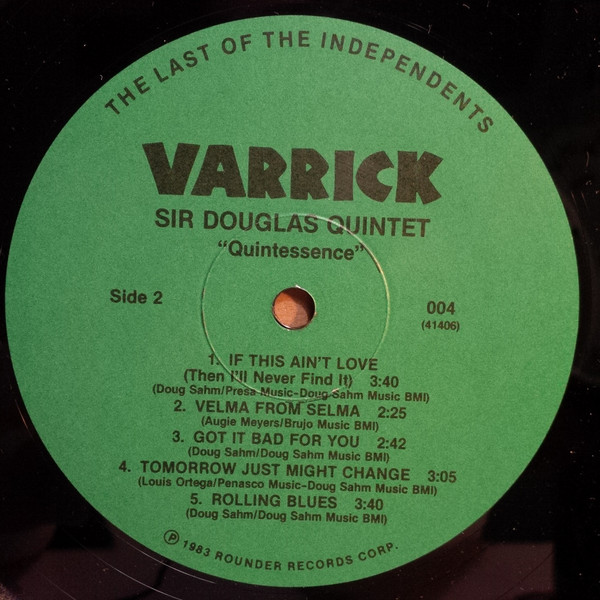 THE LAST OF THE INDEPENDENTS
VARRICK
SIR DOUGLAS QUINTET
"Quintessence"
Side 2
004
(41406)
1. IF THIS AIN'T LOVE
(Then I'll Never Find It) 3:40
(Doug Sahm/Presa Music-Doug Sahm Music BMI)
2. VELMA FROM SELMA 2:25
(Augie Meyers/Brujo Music BMI)
3. GOT IT BAD FOR YOU 2:42
(Doug Sahm/Doug Sahm Music BMI)
4. TOMORROW JUST MIGHT CHANGE 3:05
(Louis Ortega/Penasco Music-Doug Sahm Music BMI)
5. ROLLING BLUES 3:40
(Doug Sahm/Doug Sahm Music BMI)
Ⓟ 1983 ROUNDER RECORDS CORP.